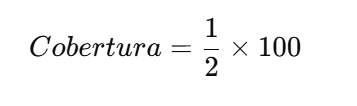 Cobertura = 1/2 × 100